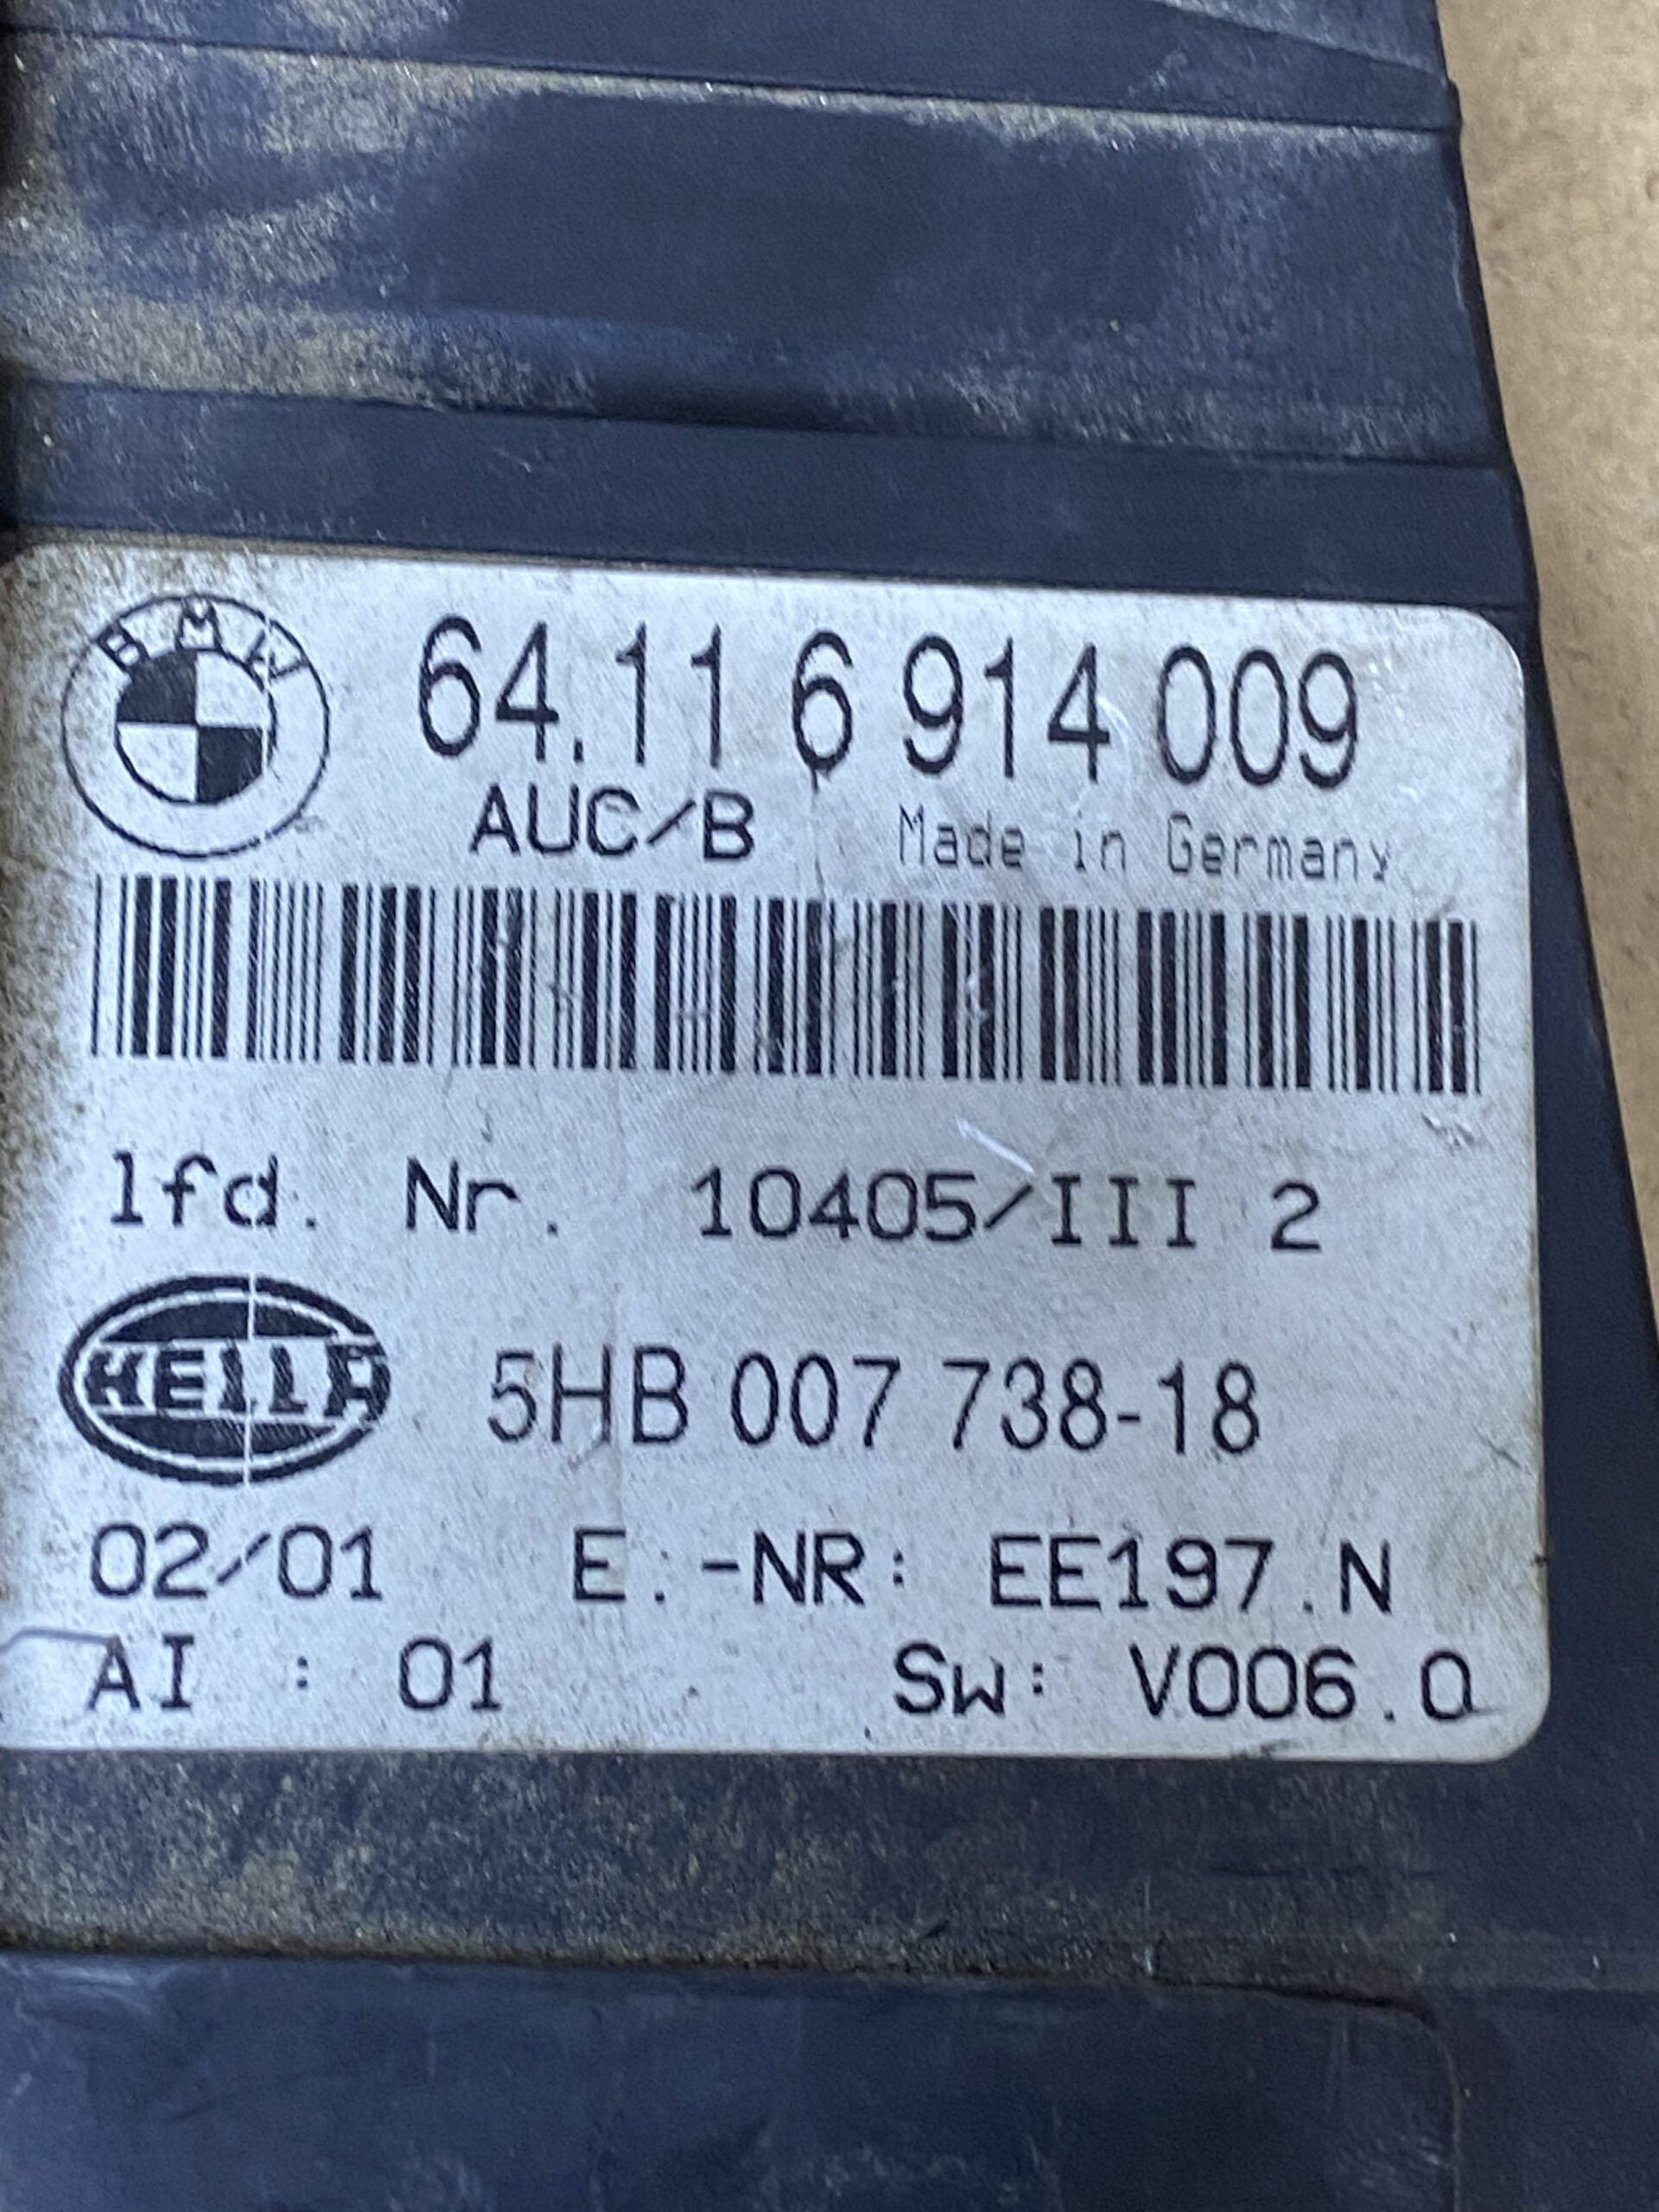 BMW 64.11 6 914 009
AUC/B Made in Germany
lfd. Nr. 10405/III 2
HELLA 5HB 007 738-18
02/01 E.-NR: EE197.N
AI : 01 Sw: V006.0